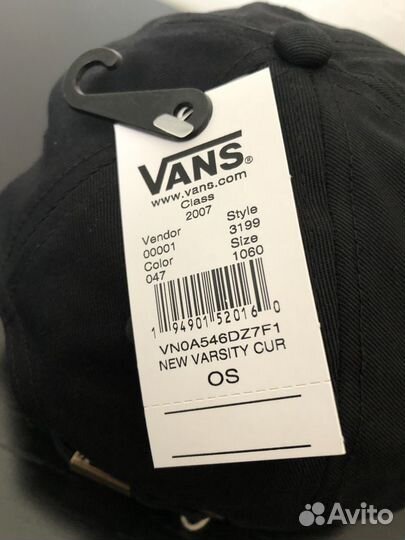 VANS®
www.vans.com
Class
2007
Vendor Style
00001 3199
Color Size
047 1060
1 94901 52016 0
VN0A546DZ7F1
NEW VARSITY CUR
OS
Avito